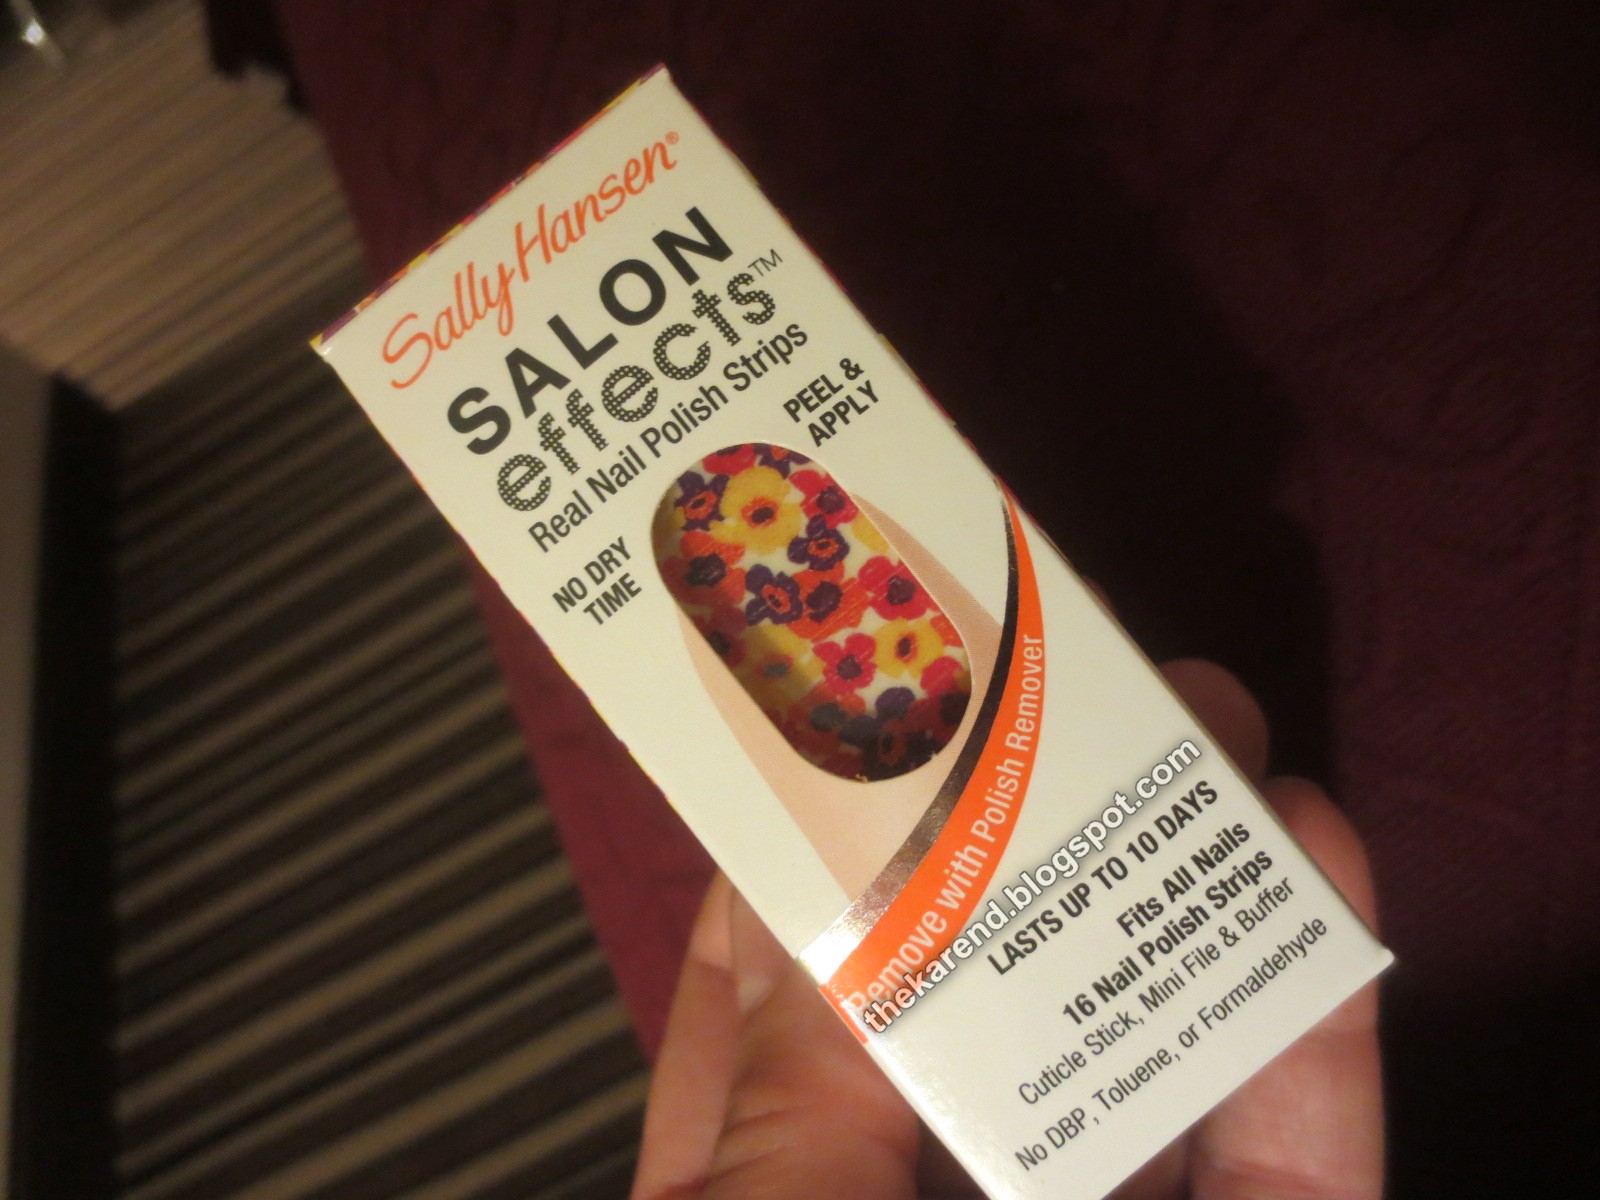 Sally Hansen®
SALON
effects™
Real Nail Polish Strips
PEEL &
APPLY
NO DRY
TIME
Remove with Polish Remover
thekarend.blogspot.com
LASTS UP TO 10 DAYS
Fits All Nails
16 Nail Polish Strips
Cuticle Stick, Mini File & Buffer
No DBP, Toluene, or Formaldehyde